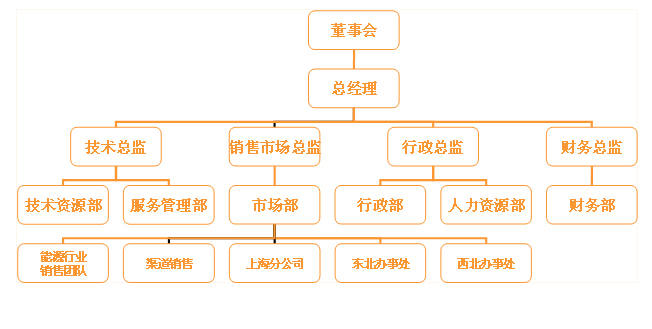 董事会
总经理
技术总监
销售市场总监
行政总监
财务总监
技术资源部
服务管理部
市场部
行政部
人力资源部
财务部
能源行业
销售团队
渠道销售
上海分公司
东北办事处
西北办事处